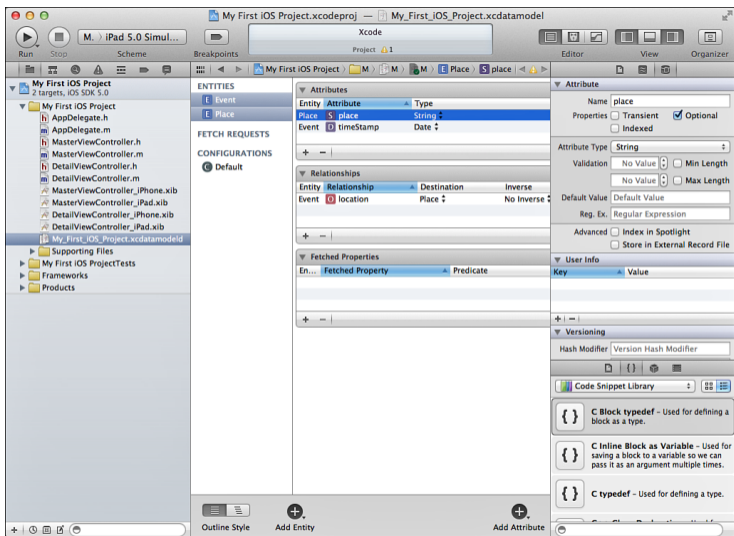 My First iOS Project.xcodeproj — My_First_iOS_Project.xcdatamodel
M. 〉 iPad 5.0 Simul...
Xcode
Project 1
Run Stop Scheme Breakpoints Editor View Organizer
My First iOS Project 〉 M 〉 M 〉 M 〉 E Place 〉 S place
My First iOS Project
2 targets, iOS SDK 5.0
My First iOS Project
h AppDelegate.h
m AppDelegate.m
h MasterViewController.h
m MasterViewController.m
h DetailViewController.h
m DetailViewController.m
MasterViewController_iPhone.xib
MasterViewController_iPad.xib
DetailViewController_iPhone.xib
DetailViewController_iPad.xib
My_First_iOS_Project.xcdatamodeld
Supporting Files
My First iOS ProjectTests
Frameworks
Products
ENTITIES
E Event
E Place
FETCH REQUESTS
CONFIGURATIONS
C Default
Attributes
Entity Attribute Type
Place S place String
Event D timeStamp Date
+ −
Relationships
Entity Relationship Destination Inverse
Event O location Place No Inverse
+ −
Fetched Properties
En... Fetched Property Predicate
+ −
Outline Style Add Entity Add Attribute
Attribute
Name place
Properties Transient Optional
Indexed
Attribute Type String
Validation No Value Min Length
No Value Max Length
Default Value Default Value
Reg. Ex. Regular Expression
Advanced Index in Spotlight
Store in External Record File
User Info
Key Value
+ −
Versioning
Hash Modifier Version Hash Modifier
{}
Code Snippet Library
{ } C Block typedef – Used for defining a
block as a type.
{ } C Inline Block as Variable – Used for
saving a block to a variable so we can
pass it as an argument multiple times.
{ } C typedef – Used for defining a type.